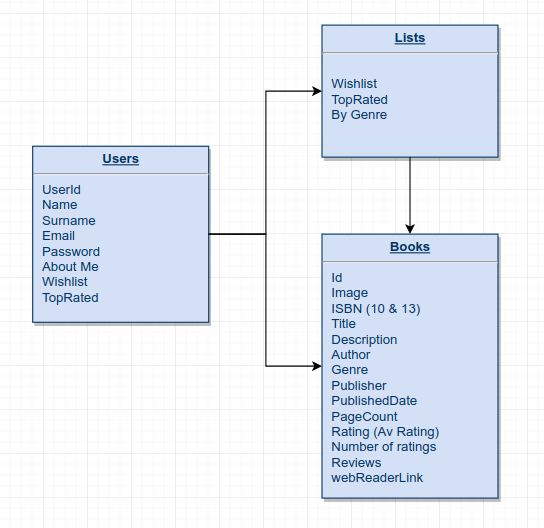 Lists
Wishlist
TopRated
By Genre
Users
UserId
Name
Surname
Email
Password
About Me
Wishlist
TopRated
Books
Id
Image
ISBN (10 & 13)
Title
Description
Author
Genre
Publisher
PublishedDate
PageCount
Rating (Av Rating)
Number of ratings
Reviews
webReaderLink